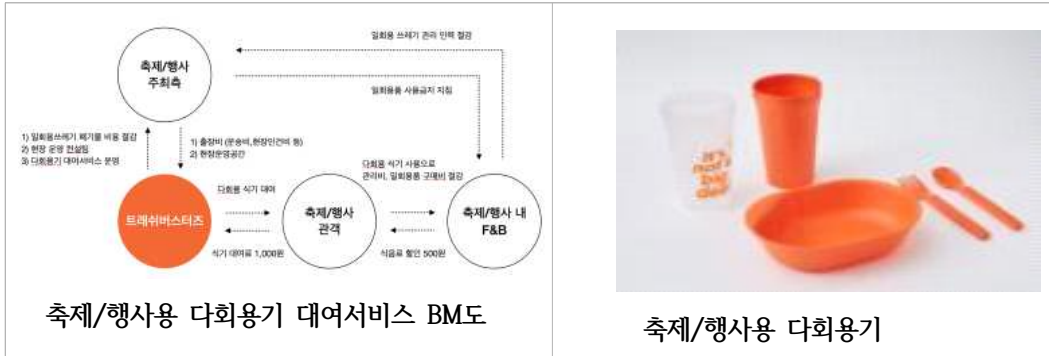 일회용 쓰레기 관리 인력 절감
축제/행사
주최측
일회용품 사용금지 지침
1) 일회용쓰레기 폐기물 비용 절감
2) 현장 운영 컨설팅
3) 다회용기 대여서비스 운영
1) 출장비 (운송비,현장인건비 등)
2) 현장운영공간
다회용 식기 사용으로
관리비, 일회용품 구매비 절감
다회용 식기 대여
트래쉬버스터즈
축제/행사
관객
축제/행사 내
F&B
식기 대여료 1,000원
식음료 할인 500원
축제/행사용 다회용기 대여서비스 BM도
It's
not a
big
deal
축제/행사용 다회용기